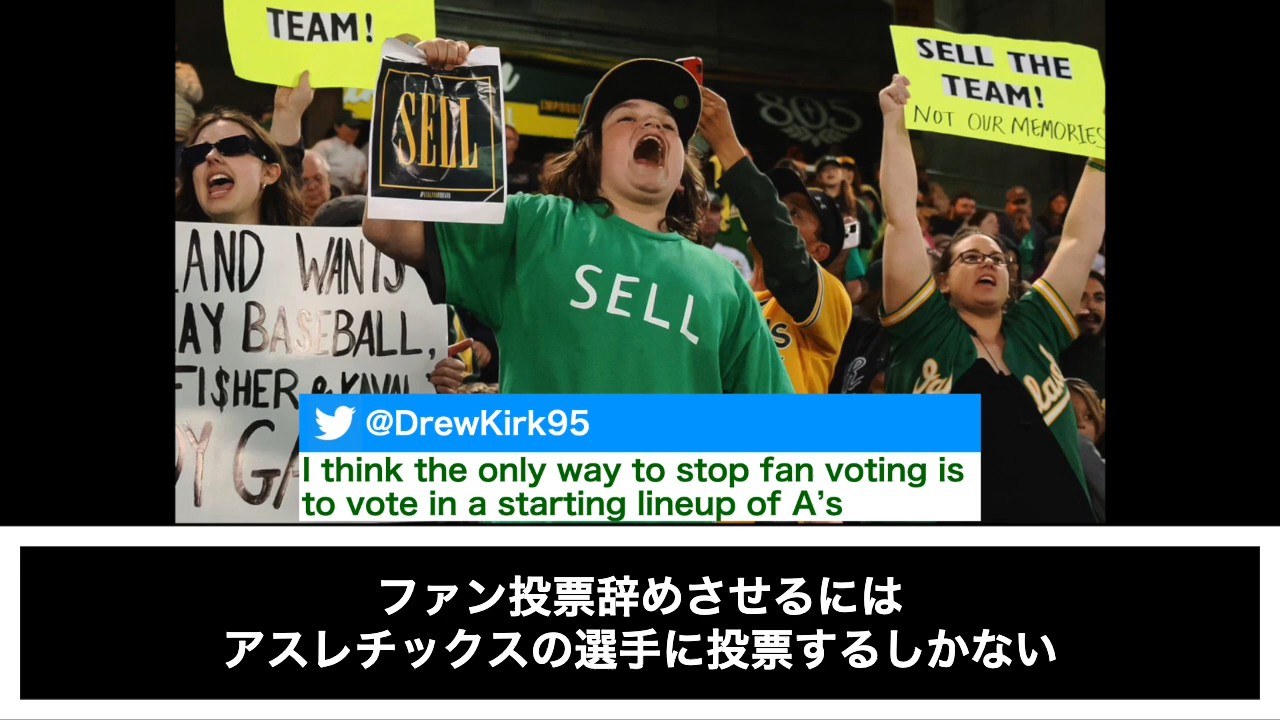 TEAM!
SELL
SELL THE
TEAM!
NOT OUR MEMORIES
805
SELL
AND WANTS
AY BASEBALL,
FI$HER & KAVAL
@DrewKirk95
I think the only way to stop fan voting is
to vote in a starting lineup of A’s
ファン投票辞めさせるには
アスレチックスの選手に投票するしかない